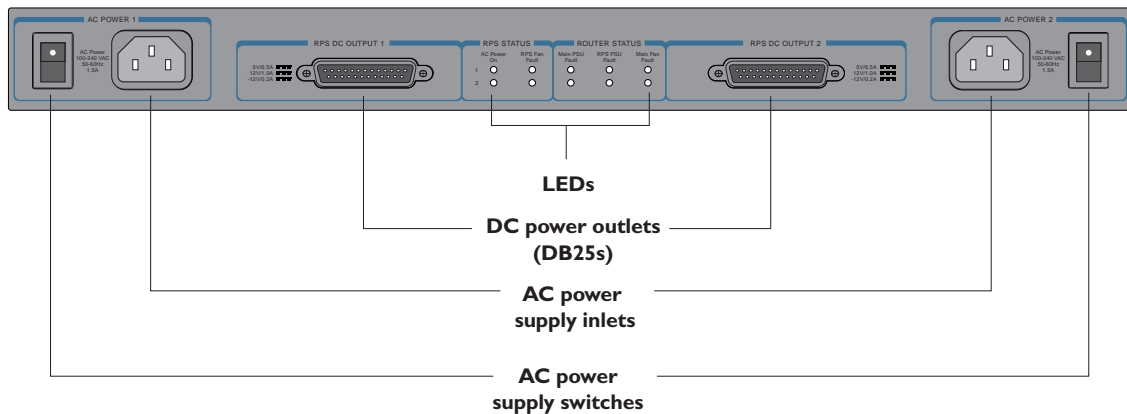 AC POWER 1
AC Power
100-240 VAC
50-60Hz
1.5A
RPS DC OUTPUT 1
5V/6.5A
12V/1.0A
-12V/0.2A
RPS STATUS
AC Power
On
RPS Fan
Fault
1
2
ROUTER STATUS
Main PSU
Fault
RPS PSU
Fault
Main Fan
Fault
RPS DC OUTPUT 2
5V/6.5A
12V/1.0A
-12V/0.2A
AC POWER 2
AC Power
100-240 VAC
50-60Hz
1.5A
LEDs
DC power outlets
(DB25s)
AC power
supply inlets
AC power
supply switches